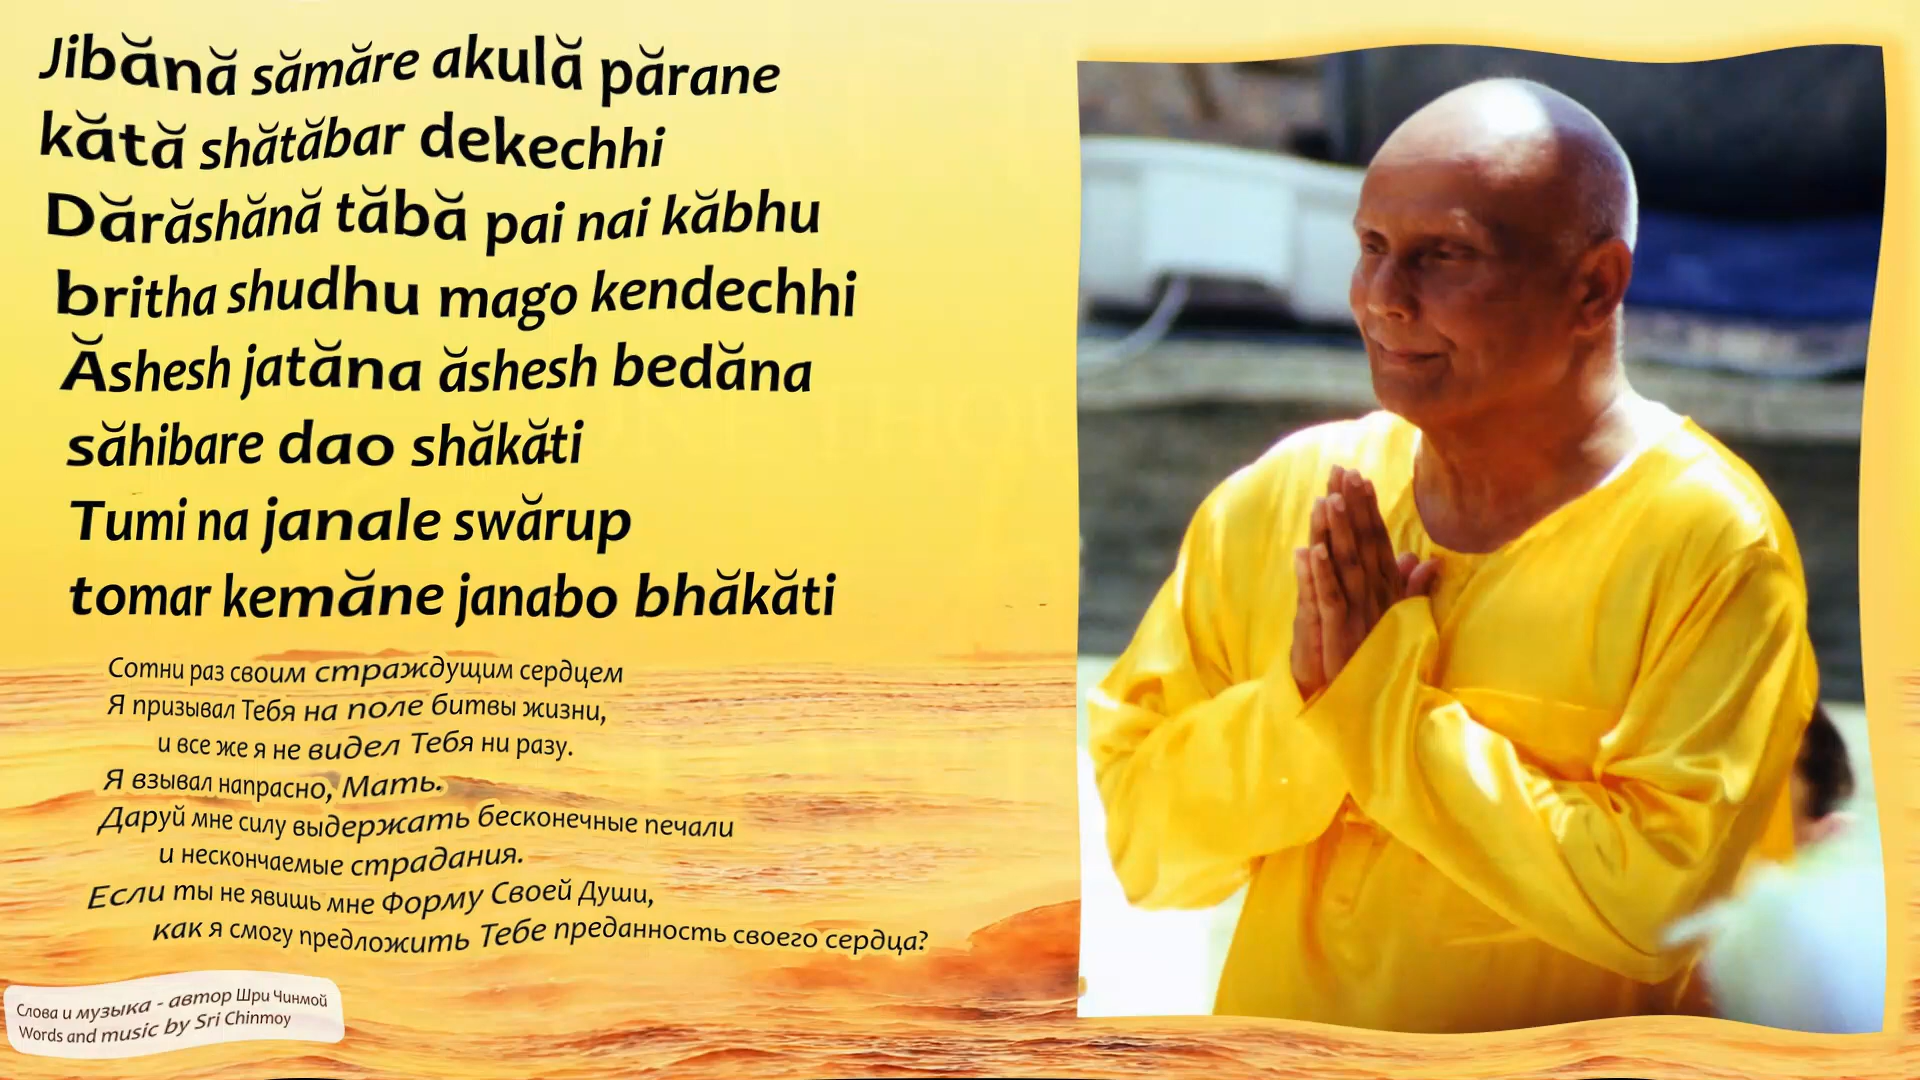 Jibănă sămăre akulă părane
kătă shătăbar dekechhi
Dărăshănă tăbă pai nai kăbhu
britha shudhu mago kendechhi
Ăshesh jatăna ăshesh bedăna
săhibare dao shăkăti
Tumi na janale swărup
tomar kemăne janabo bhăkăti
Сотни раз своим страждущим сердцем
Я призывал Тебя на поле битвы жизни,
и все же я не видел Тебя ни разу.
Я взывал напрасно, Мать.
Даруй мне силу выдержать бесконечные печали
и нескончаемые страдания.
Если ты не явишь мне Форму Своей Души,
как я смогу предложить Тебе преданность своего сердца?
Слова и музыка - автор Шри Чинмой
Words and music by Sri Chinmoy